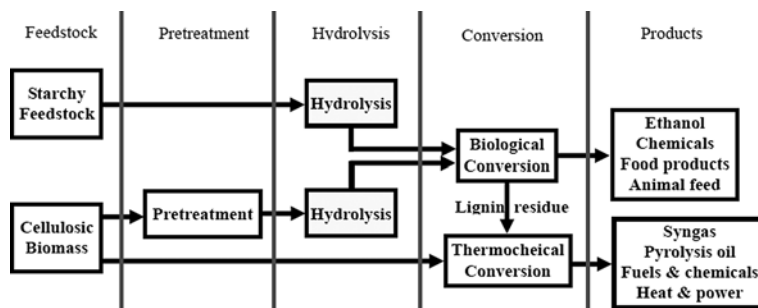 Feedstock
Pretreatment
Hydrolysis
Conversion
Products
Starchy
Feedstock
Hydrolysis
Biological
Conversion
Ethanol
Chemicals
Food products
Animal feed
Cellulosic
Biomass
Pretreatment
Hydrolysis
Lignin residue
Thermocheical
Conversion
Syngas
Pyrolysis oil
Fuels & chemicals
Heat & power